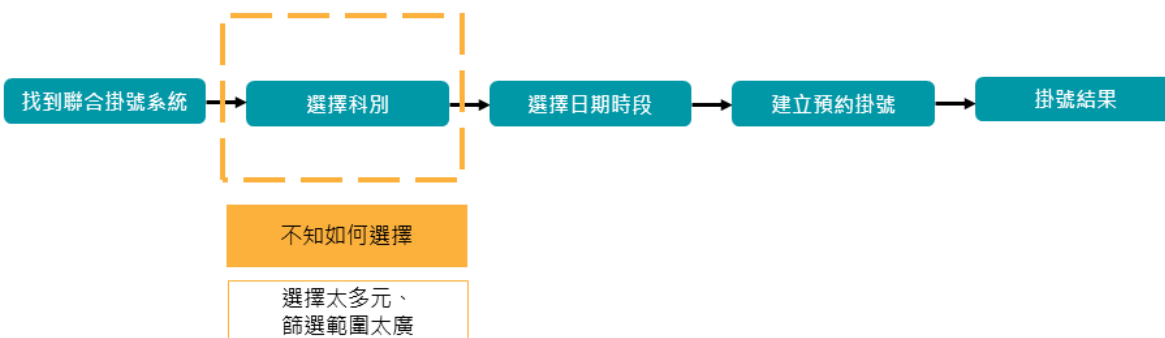 找到聯合掛號系統
選擇科別
選擇日期時段
建立預約掛號
掛號結果
不知如何選擇
選擇太多元、
篩選範圍太廣